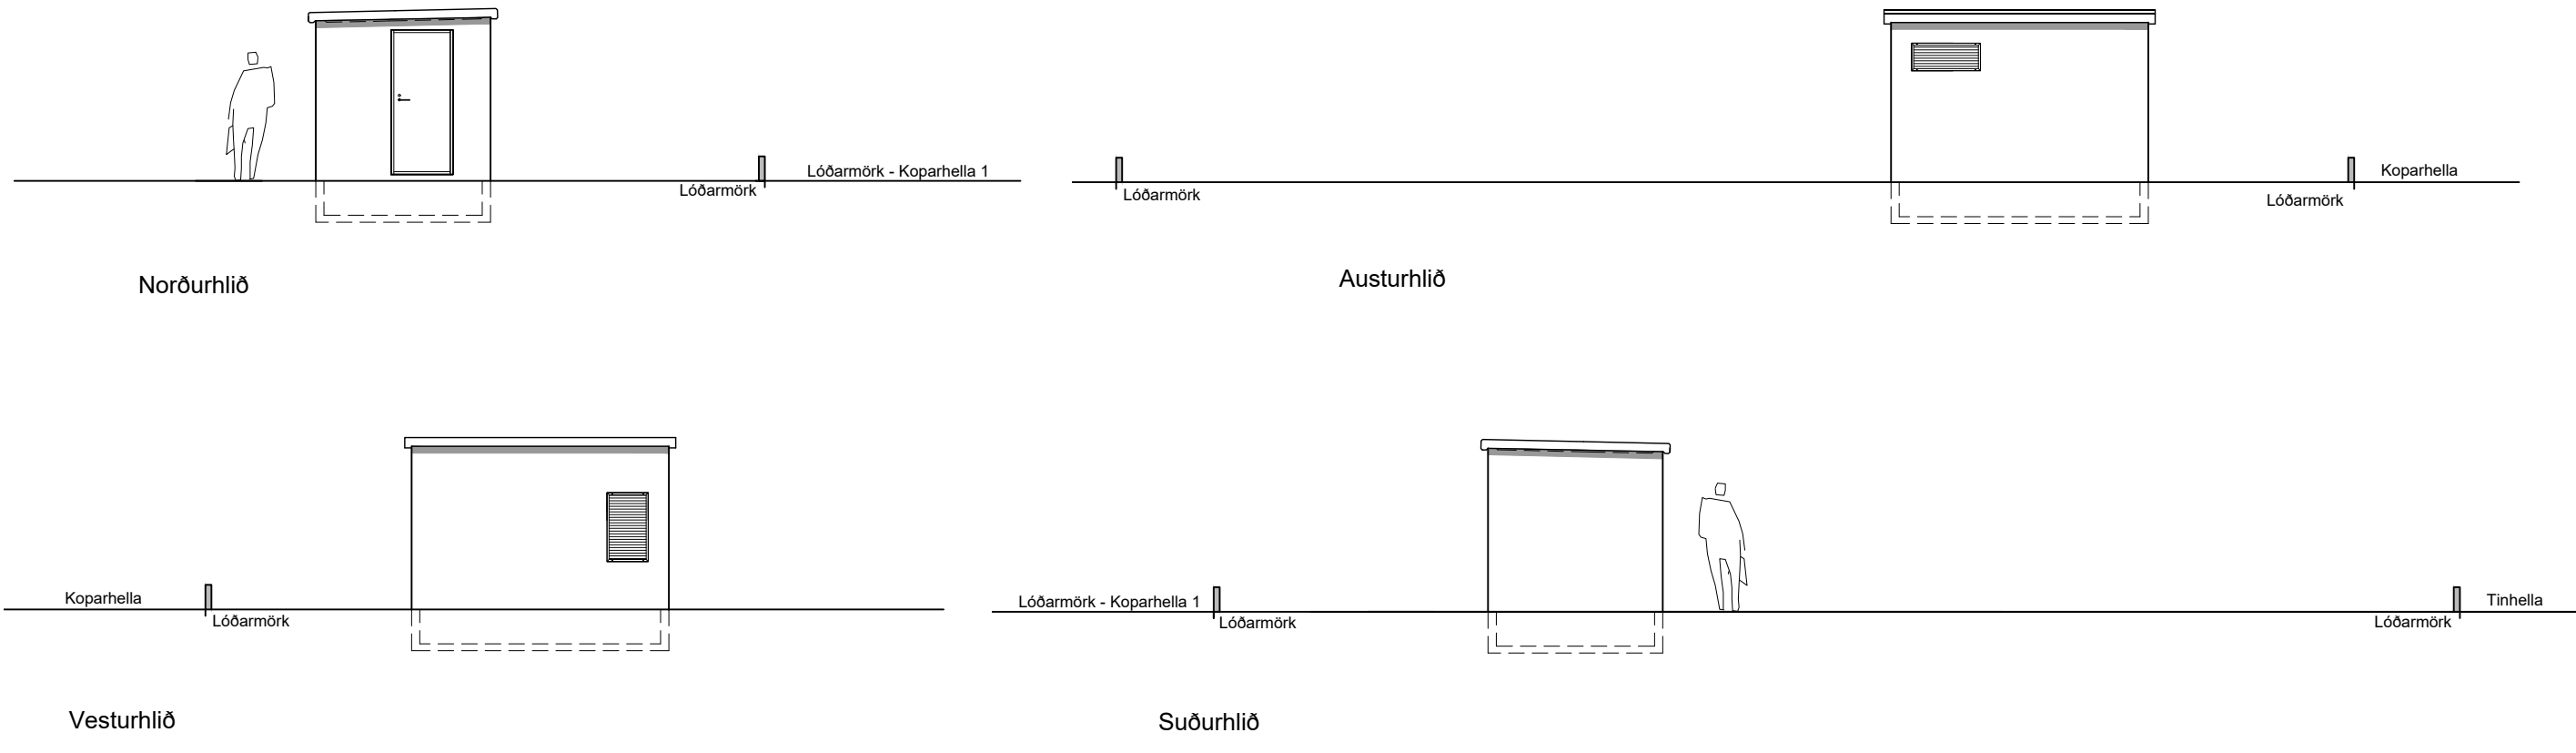 Lóðarmörk - Koparhella 1
Lóðarmörk
Norðurhlið
Koparhella
Lóðarmörk
Lóðarmörk
Austurhlið
Koparhella
Lóðarmörk
Vesturhlið
Lóðarmörk - Koparhella 1
Lóðarmörk
Tinhella
Lóðarmörk
Suðurhlið